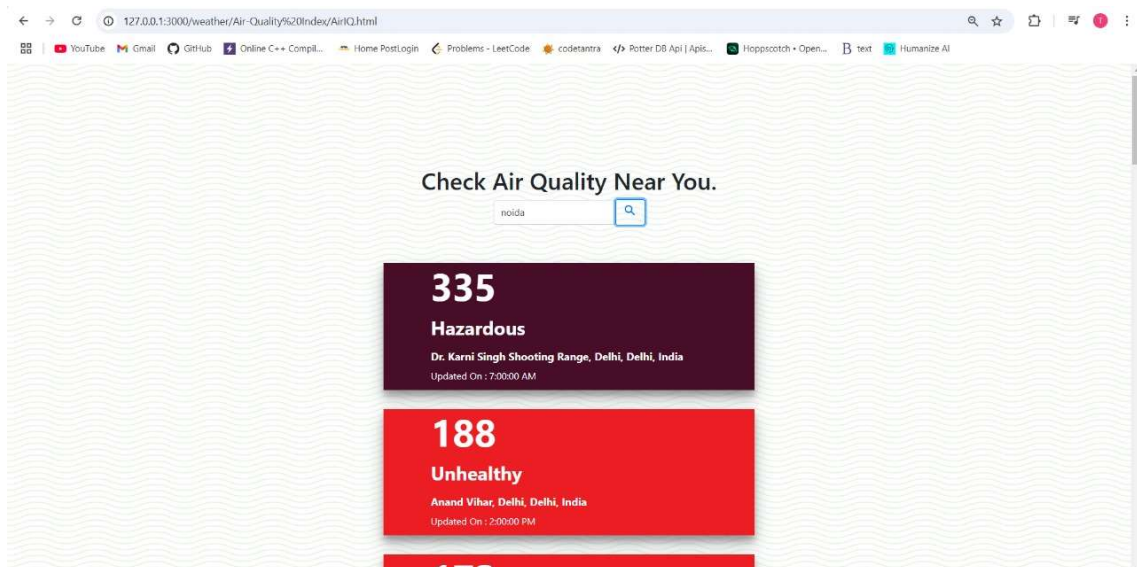 127.0.0.1:3000/weather/Air-Quality%20Index/AirIQ.html
T
YouTube Gmail GitHub Online C++ Compil... Home PostLogin Problems - LeetCode codetantra Potter DB Api | Apis... Hoppscotch • Open... B text Humanize AI
Check Air Quality Near You.
noida
335
Hazardous
Dr. Karni Singh Shooting Range, Delhi, Delhi, India
Updated On : 7:00:00 AM
188
Unhealthy
Anand Vihar, Delhi, Delhi, India
Updated On : 2:00:00 PM